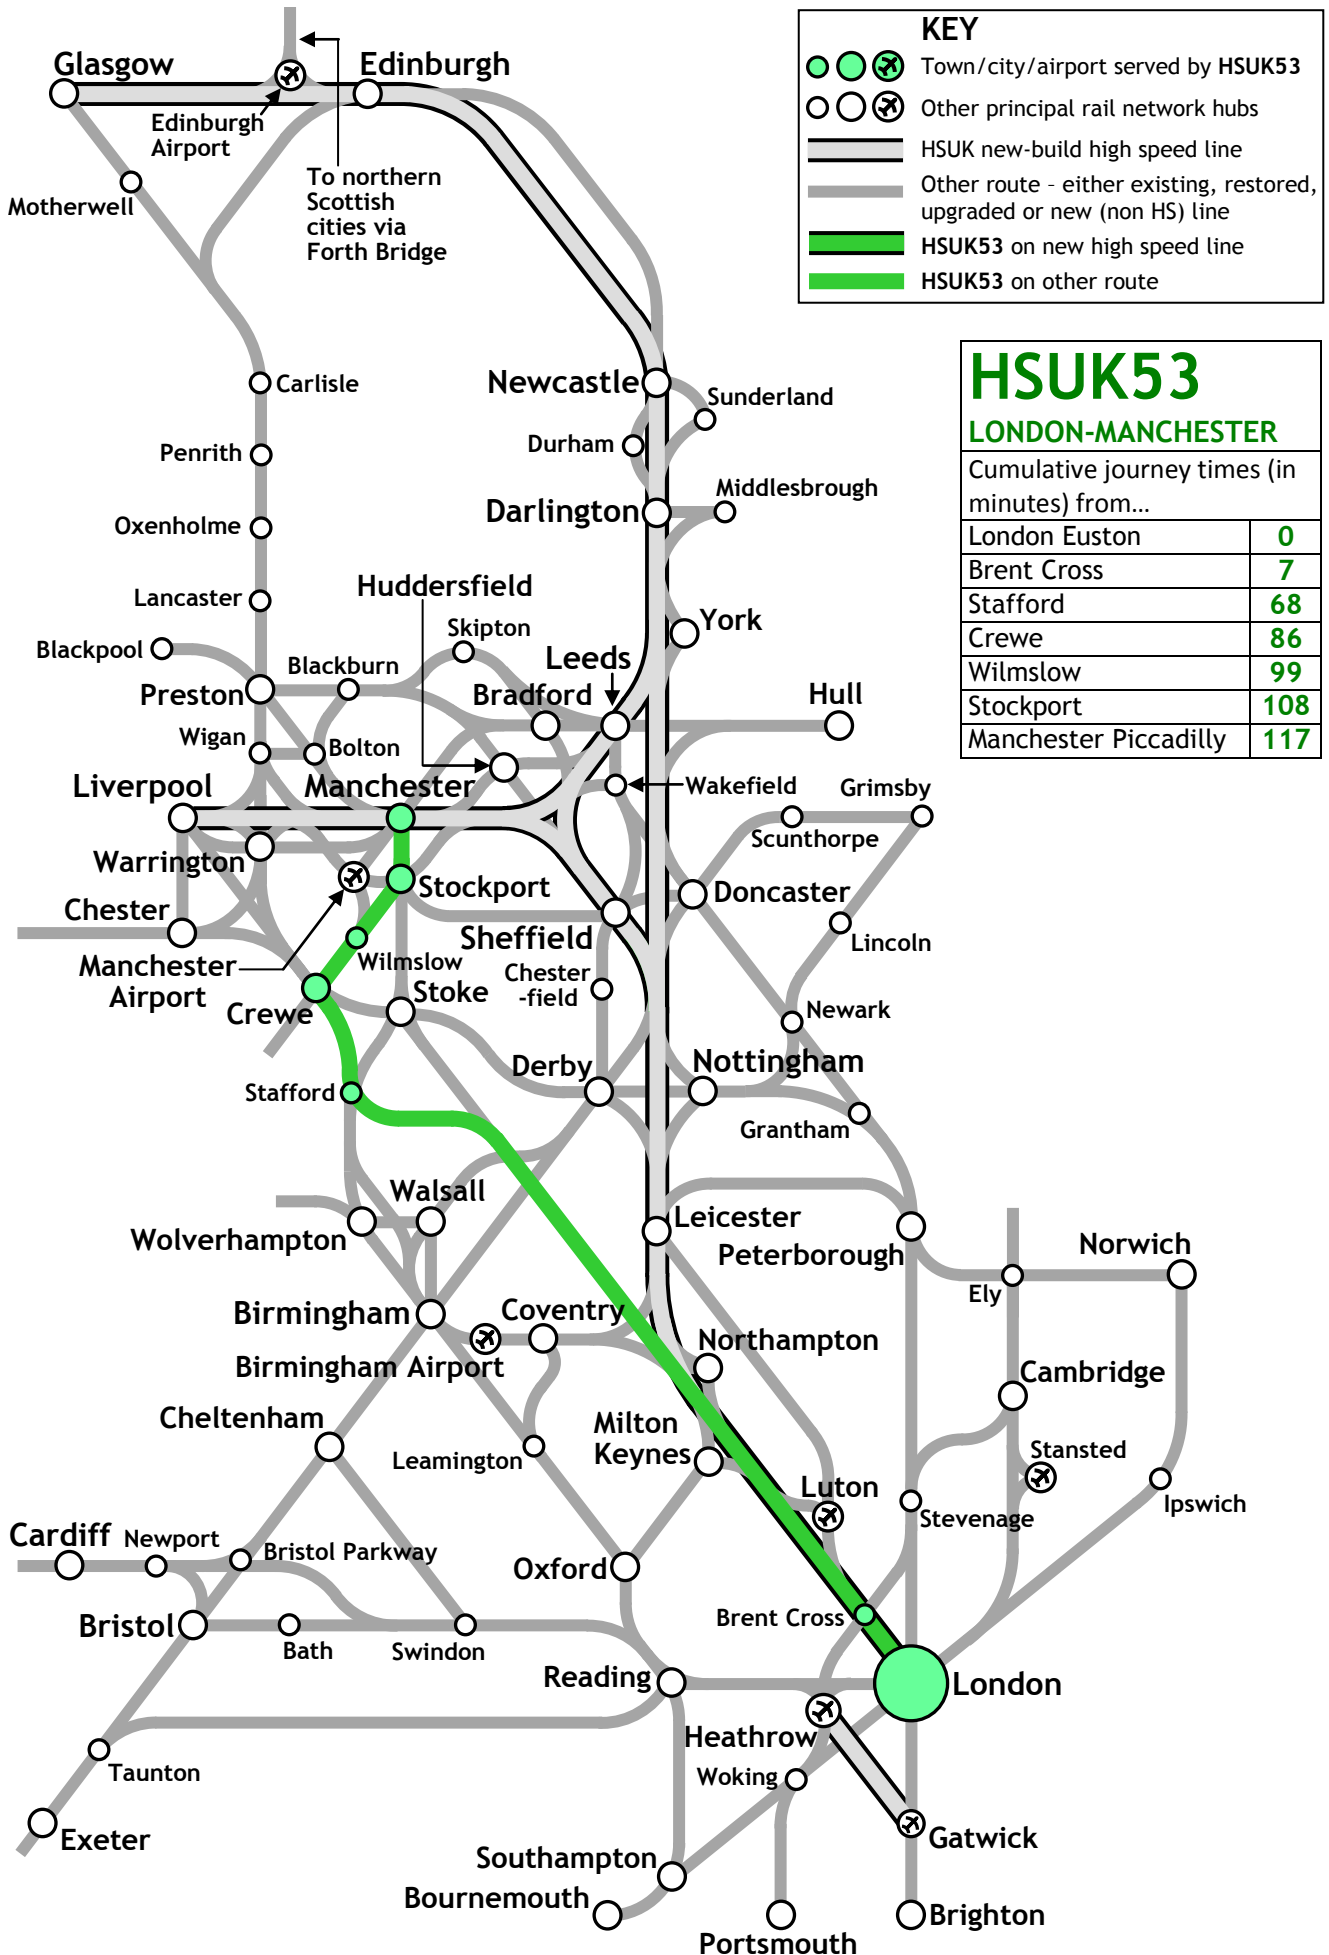 KEY
Town/city/airport served by HSUK53
Other principal rail network hubs
HSUK new-build high speed line
Other route - either existing, restored,
upgraded or new (non HS) line
HSUK53 on new high speed line
HSUK53 on other route
Glasgow
Edinburgh
Edinburgh
Airport
To northern
Scottish
cities via
Forth Bridge
Motherwell
HSUK53
LONDON-MANCHESTER
Cumulative journey times (in
minutes) from...
London Euston 0
Brent Cross 7
Stafford 68
Crewe 86
Wilmslow 99
Stockport 108
Manchester Piccadilly 117
Carlisle
Newcastle
Sunderland
Durham
Penrith
Middlesbrough
Darlington
Oxenholme
Huddersfield
Lancaster
York
Skipton
Blackpool
Leeds
Blackburn
Preston
Bradford
Hull
Wigan
Bolton
Liverpool
Manchester
Wakefield
Grimsby
Scunthorpe
Warrington
Stockport
Doncaster
Chester
Sheffield
Lincoln
Manchester
Airport
Wilmslow
Chester
-field
Stoke
Crewe
Newark
Derby
Nottingham
Stafford
Grantham
Walsall
Leicester
Wolverhampton
Peterborough
Norwich
Ely
Birmingham
Coventry
Northampton
Birmingham Airport
Cambridge
Cheltenham
Milton
Keynes
Leamington
Stansted
Luton
Ipswich
Stevenage
Cardiff
Newport
Bristol Parkway
Oxford
Bristol
Brent Cross
Bath
Swindon
Reading
London
Heathrow
Taunton
Woking
Exeter
Gatwick
Southampton
Bournemouth
Brighton
Portsmouth